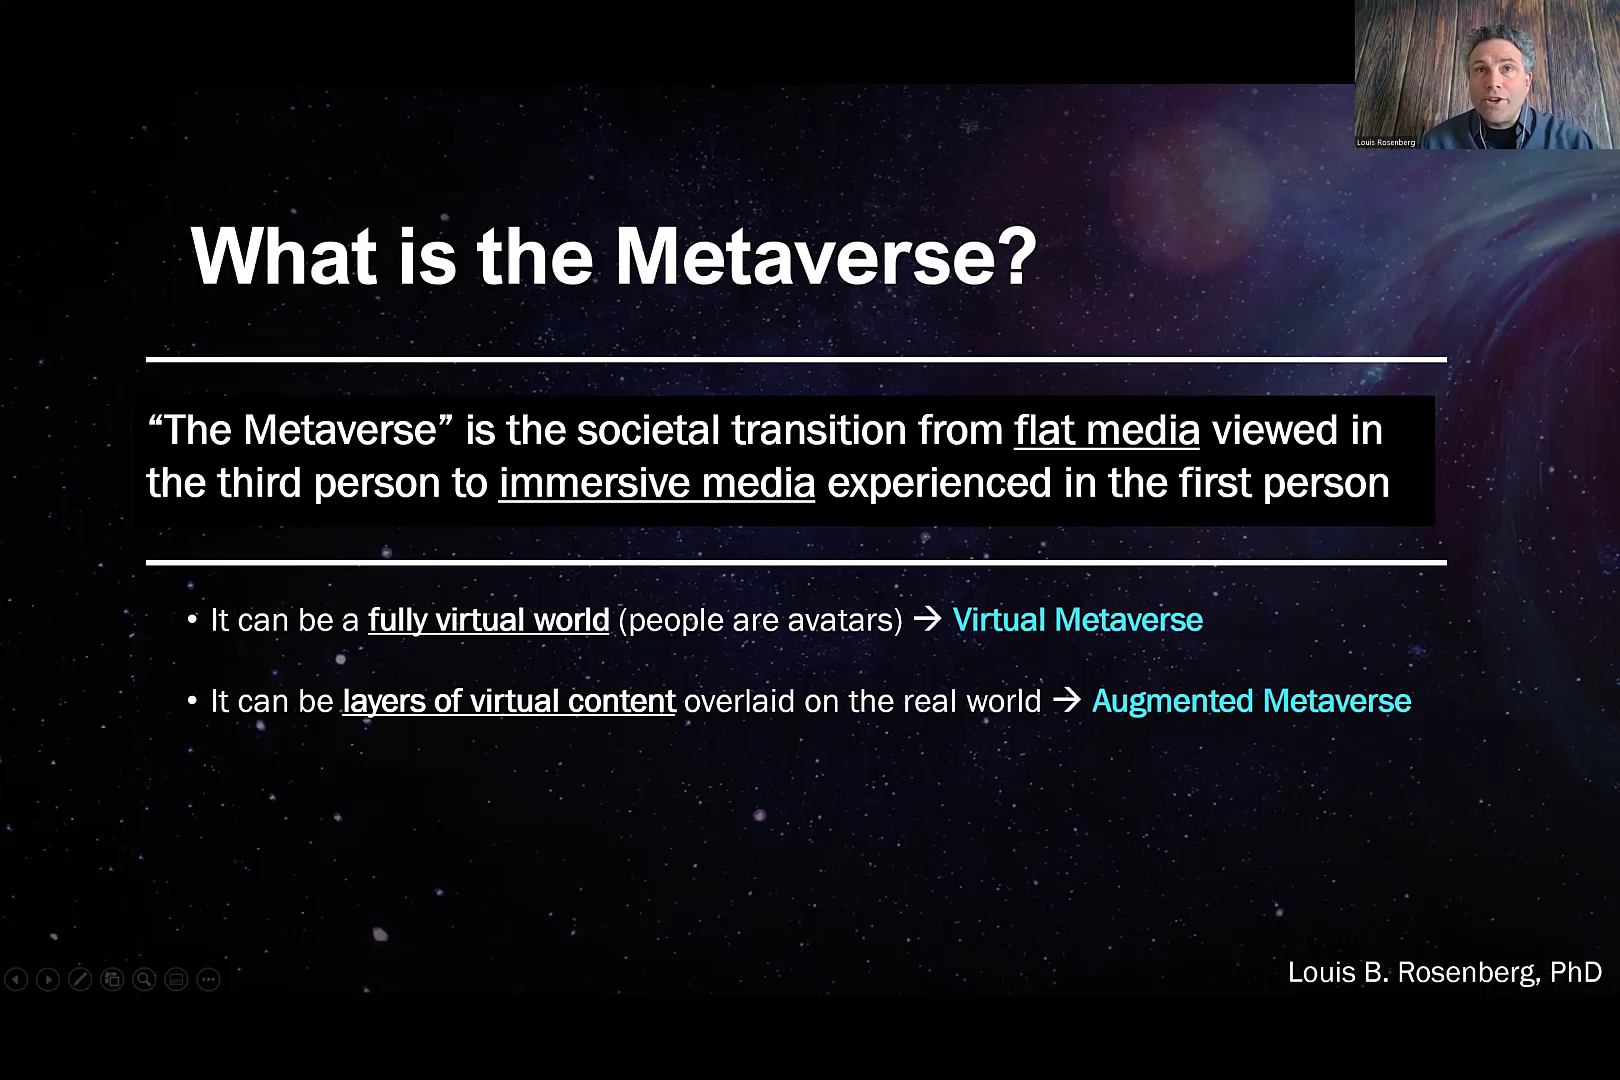 Louis Rosenberg
What is the Metaverse?
“The Metaverse” is the societal transition from flat media viewed in
the third person to immersive media experienced in the first person
• It can be a fully virtual world (people are avatars) → Virtual Metaverse
• It can be layers of virtual content overlaid on the real world → Augmented Metaverse
Louis B. Rosenberg, PhD